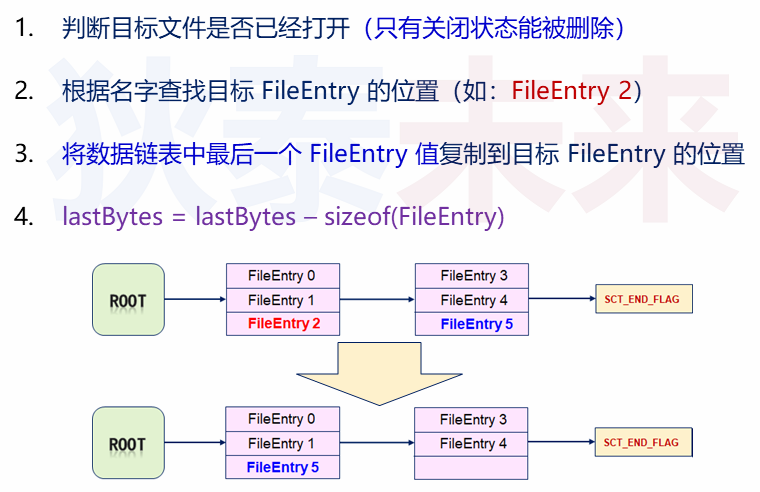 1. 判断目标文件是否已经打开（只有关闭状态能被删除）
2. 根据名字查找目标 FileEntry 的位置（如：FileEntry 2）
3. 将数据链表中最后一个 FileEntry 值复制到目标 FileEntry 的位置
4. lastBytes = lastBytes – sizeof(FileEntry)
狄泰未来
FileEntry 0
FileEntry 3
ROOT
FileEntry 1
FileEntry 4
SCT_END_FLAG
FileEntry 2
FileEntry 5
FileEntry 0
FileEntry 3
ROOT
FileEntry 1
FileEntry 4
SCT_END_FLAG
FileEntry 5